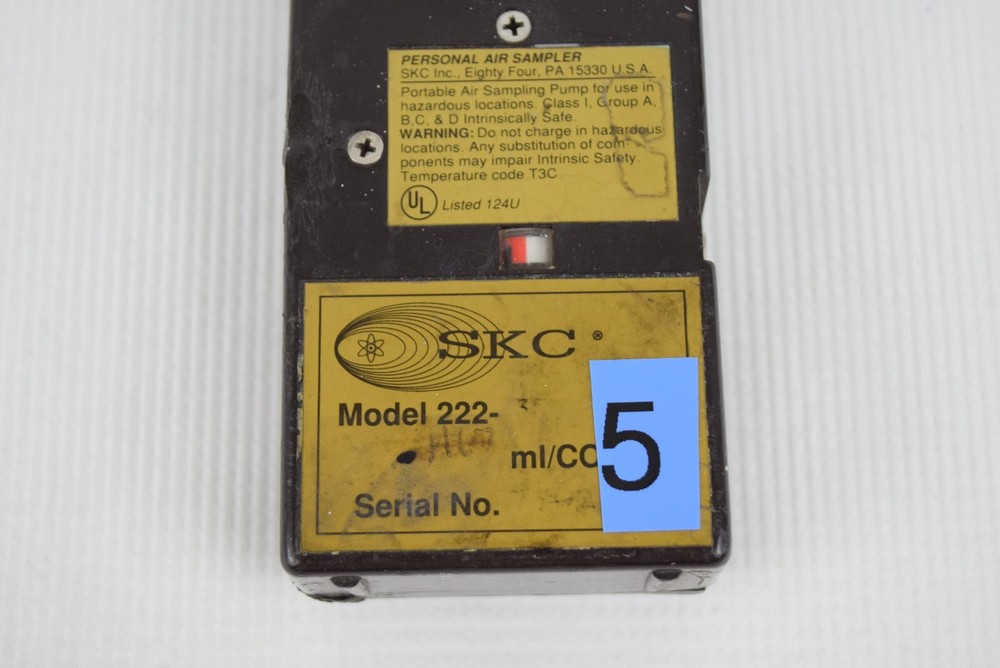 PERSONAL AIR SAMPLER
SKC Inc., Eighty Four, PA 15330 U.S.A.
Portable Air Sampling Pump for use in
hazardous locations. Class I, Group A,
B,C, & D Intrinsically Safe.
WARNING: Do not charge in hazardous
locations. Any substitution of com-
ponents may impair Intrinsic Safety.
Temperature code T3C
UL Listed 124U
SKC ®
Model 222-
ml/CO
5
Serial No.